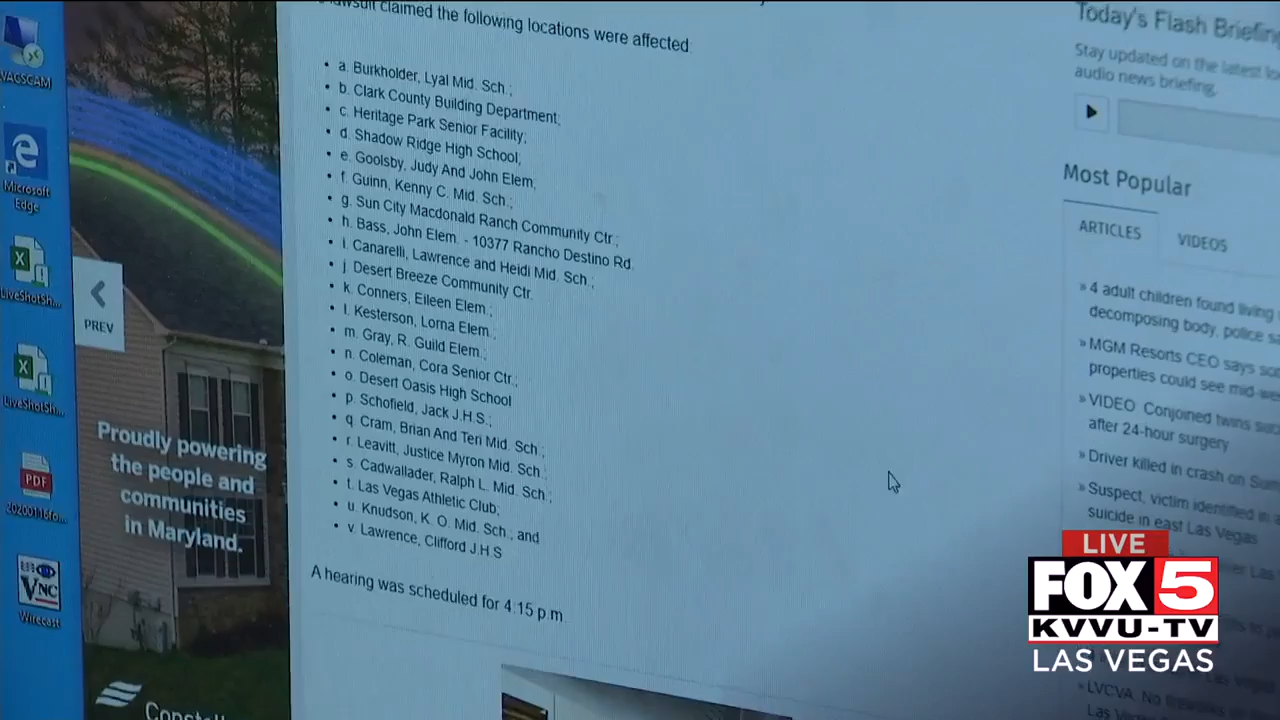 lawsuit claimed the following locations were affected
a. Burkholder, Lyal Mid. Sch.;
b. Clark County Building Department;
c. Heritage Park Senior Facility;
d. Shadow Ridge High School;
e. Goolsby, Judy And John Elem;
f. Guinn, Kenny C. Mid. Sch.;
g. Sun City Macdonald Ranch Community Ctr.;
h. Bass, John Elem. - 10377 Rancho Destino Rd.
i. Canarelli, Lawrence and Heidi Mid. Sch.;
j. Desert Breeze Community Ctr.
k. Conners, Eileen Elem.;
l. Kesterson, Lorna Elem.;
m. Gray, R. Guild Elem.;
n. Coleman, Cora Senior Ctr.;
o. Desert Oasis High School
p. Schofield, Jack J.H.S.;
q. Cram, Brian And Teri Mid. Sch.;
r. Leavitt, Justice Myron Mid. Sch.;
s. Cadwallader, Ralph L. Mid. Sch.;
t. Las Vegas Athletic Club;
u. Knudson, K. O. Mid. Sch.; and
v. Lawrence, Clifford J.H.S
A hearing was scheduled for 4:15 p.m
VAGSCAM
Microsoft
Edge
LiveShotSh...
LiveShotSh...
PDF
20200116fo...
VNC
Wirecast
PREV
Proudly powering
the people and
communities
in Maryland.
Today's Flash Briefing
Stay updated on the latest
audio news briefing.
Most Popular
ARTICLES
VIDEOS
» 4 adult children found living
decomposing body, police
» MGM Resorts CEO says
properties could see
» VIDEO Conjoined twins
after 24-hour surgery
» Driver killed in crash on
» Suspect, victim identified in
suicide in east Las Vegas
» LVCVA: No
Las
LIVE
FOX 5
KVVU-TV
LAS VEGAS